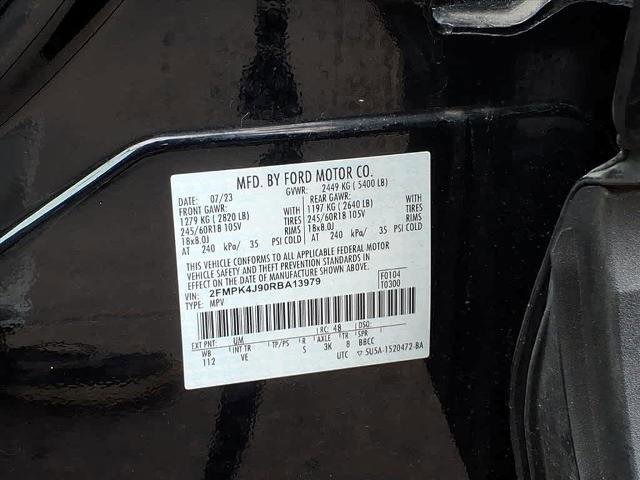 MFD. BY FORD MOTOR CO.
DATE: 07/23 GVWR: 2449 KG ( 5400 LB)
FRONT GAWR: REAR GAWR:
1279 KG ( 2820 LB) 1197 KG ( 2640 LB)
245/60R18 105V TIRES 245/60R18 105V TIRES
18x8.0J RIMS 18x8.0J RIMS
AT 240 kPa/ 35 PSI COLD AT 240 kPa/ 35 PSI COLD
THIS VEHICLE CONFORMS TO ALL APPLICABLE FEDERAL MOTOR
VEHICLE SAFETY AND THEFT PREVENTION STANDARDS IN
EFFECT ON THE DATE OF MANUFACTURE SHOWN ABOVE.
VIN: 2FMPK4J90RBA13979 F0104
TYPE: MPV T0300
EXT PNT: UM RC: 48 DSO:
WB INT TR TP/PS R AXLE TR SPR
112 VE S 3K 8 BBCC
UTC ▽ 5U5A-1520472-BA